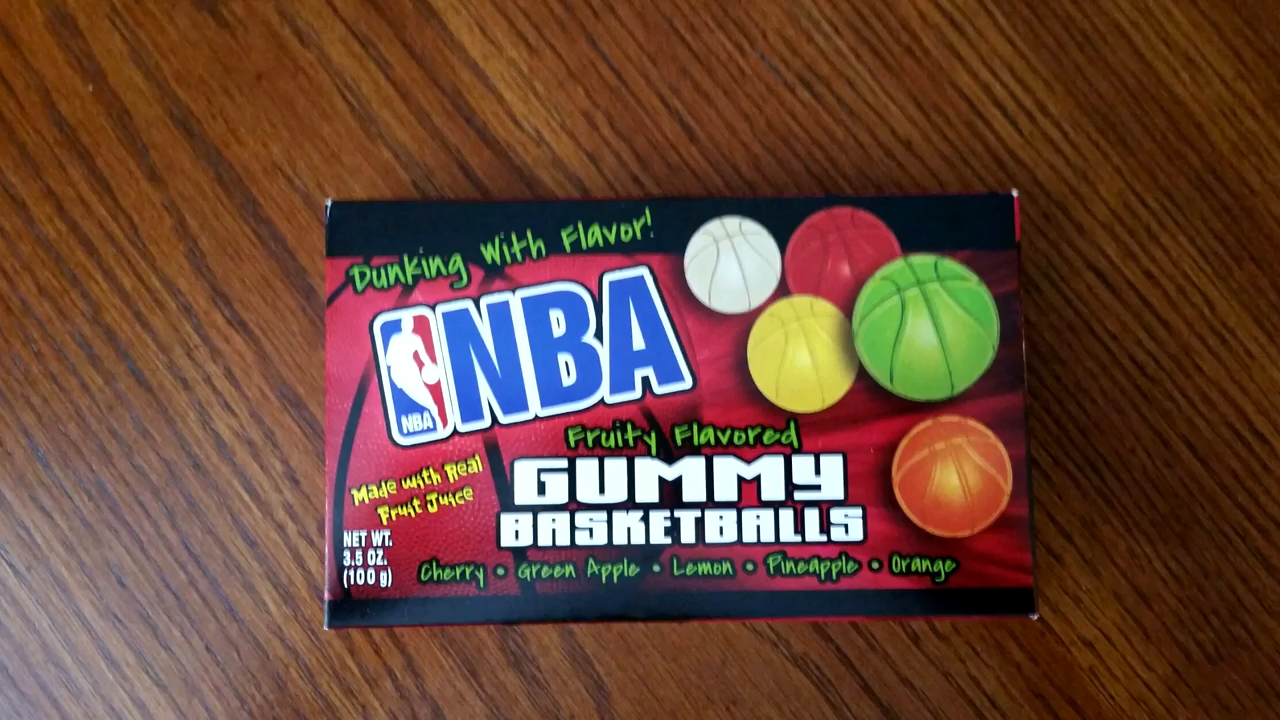 Dunking With Flavor!
NBA
NBA
Fruity Flavored
GUMMY
BASKETBALLS
Made with Real
Fruit Juice
NET WT.
3.5 OZ.
(100 g)
Cherry • Green Apple • Lemon • Pineapple • Orange